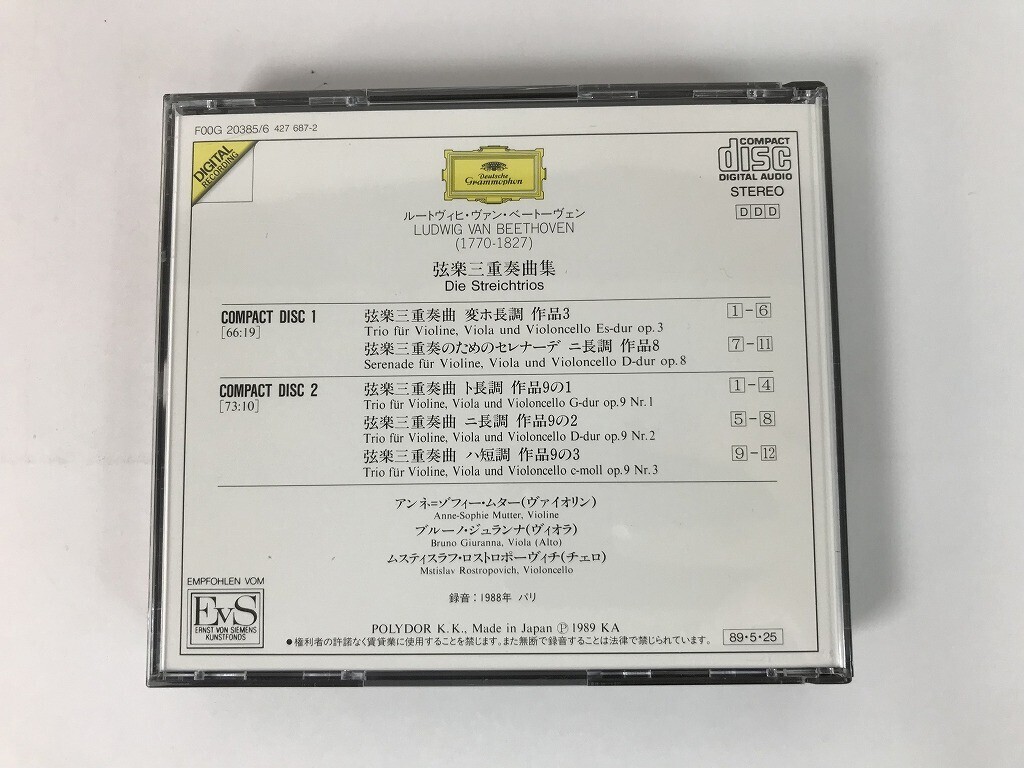 F00G 20385/6 427 687-2
DIGITAL
RECORDING
Deutsche
Grammophon
COMPACT
disc
DIGITAL AUDIO
STEREO
D D D
ルートヴィヒ・ヴァン・ベートーヴェン
LUDWIG VAN BEETHOVEN
(1770-1827)
弦楽三重奏曲集
Die Streichtrios
COMPACT DISC 1
[66:19]
弦楽三重奏曲 変ホ長調 作品3
1-6
Trio für Violine, Viola und Violoncello Es-dur op.3
弦楽三重奏のためのセレナーデ ニ長調 作品8
7-11
Serenade für Violine, Viola und Violoncello D-dur op.8
COMPACT DISC 2
[73:10]
弦楽三重奏曲 ト長調 作品9の1
1-4
Trio für Violine, Viola und Violoncello G-dur op.9 Nr.1
弦楽三重奏曲 ニ長調 作品9の2
5-8
Trio für Violine, Viola und Violoncello D-dur op.9 Nr.2
弦楽三重奏曲 ハ短調 作品9の3
9-12
Trio für Violine, Viola und Violoncello c-moll op.9 Nr.3
アンネ=ゾフィー・ムター(ヴァイオリン)
Anne-Sophie Mutter, Violine
ブルーノ・ジュランナ(ヴィオラ)
Bruno Giuranna, Viola (Alto)
ムスティスラフ・ロストロポーヴィチ(チェロ)
Mstislav Rostropovich, Violoncello
録音:1988年 パリ
EMPFOHLEN VOM
EvS
ERNST VON SIEMENS
KUNSTFONDS
POLYDOR K.K., Made in Japan Ⓟ 1989 KA
●権利者の許諾なく賃貸業に使用することを禁じます。また無断で録音することは法律で禁じられています。
89・5・25